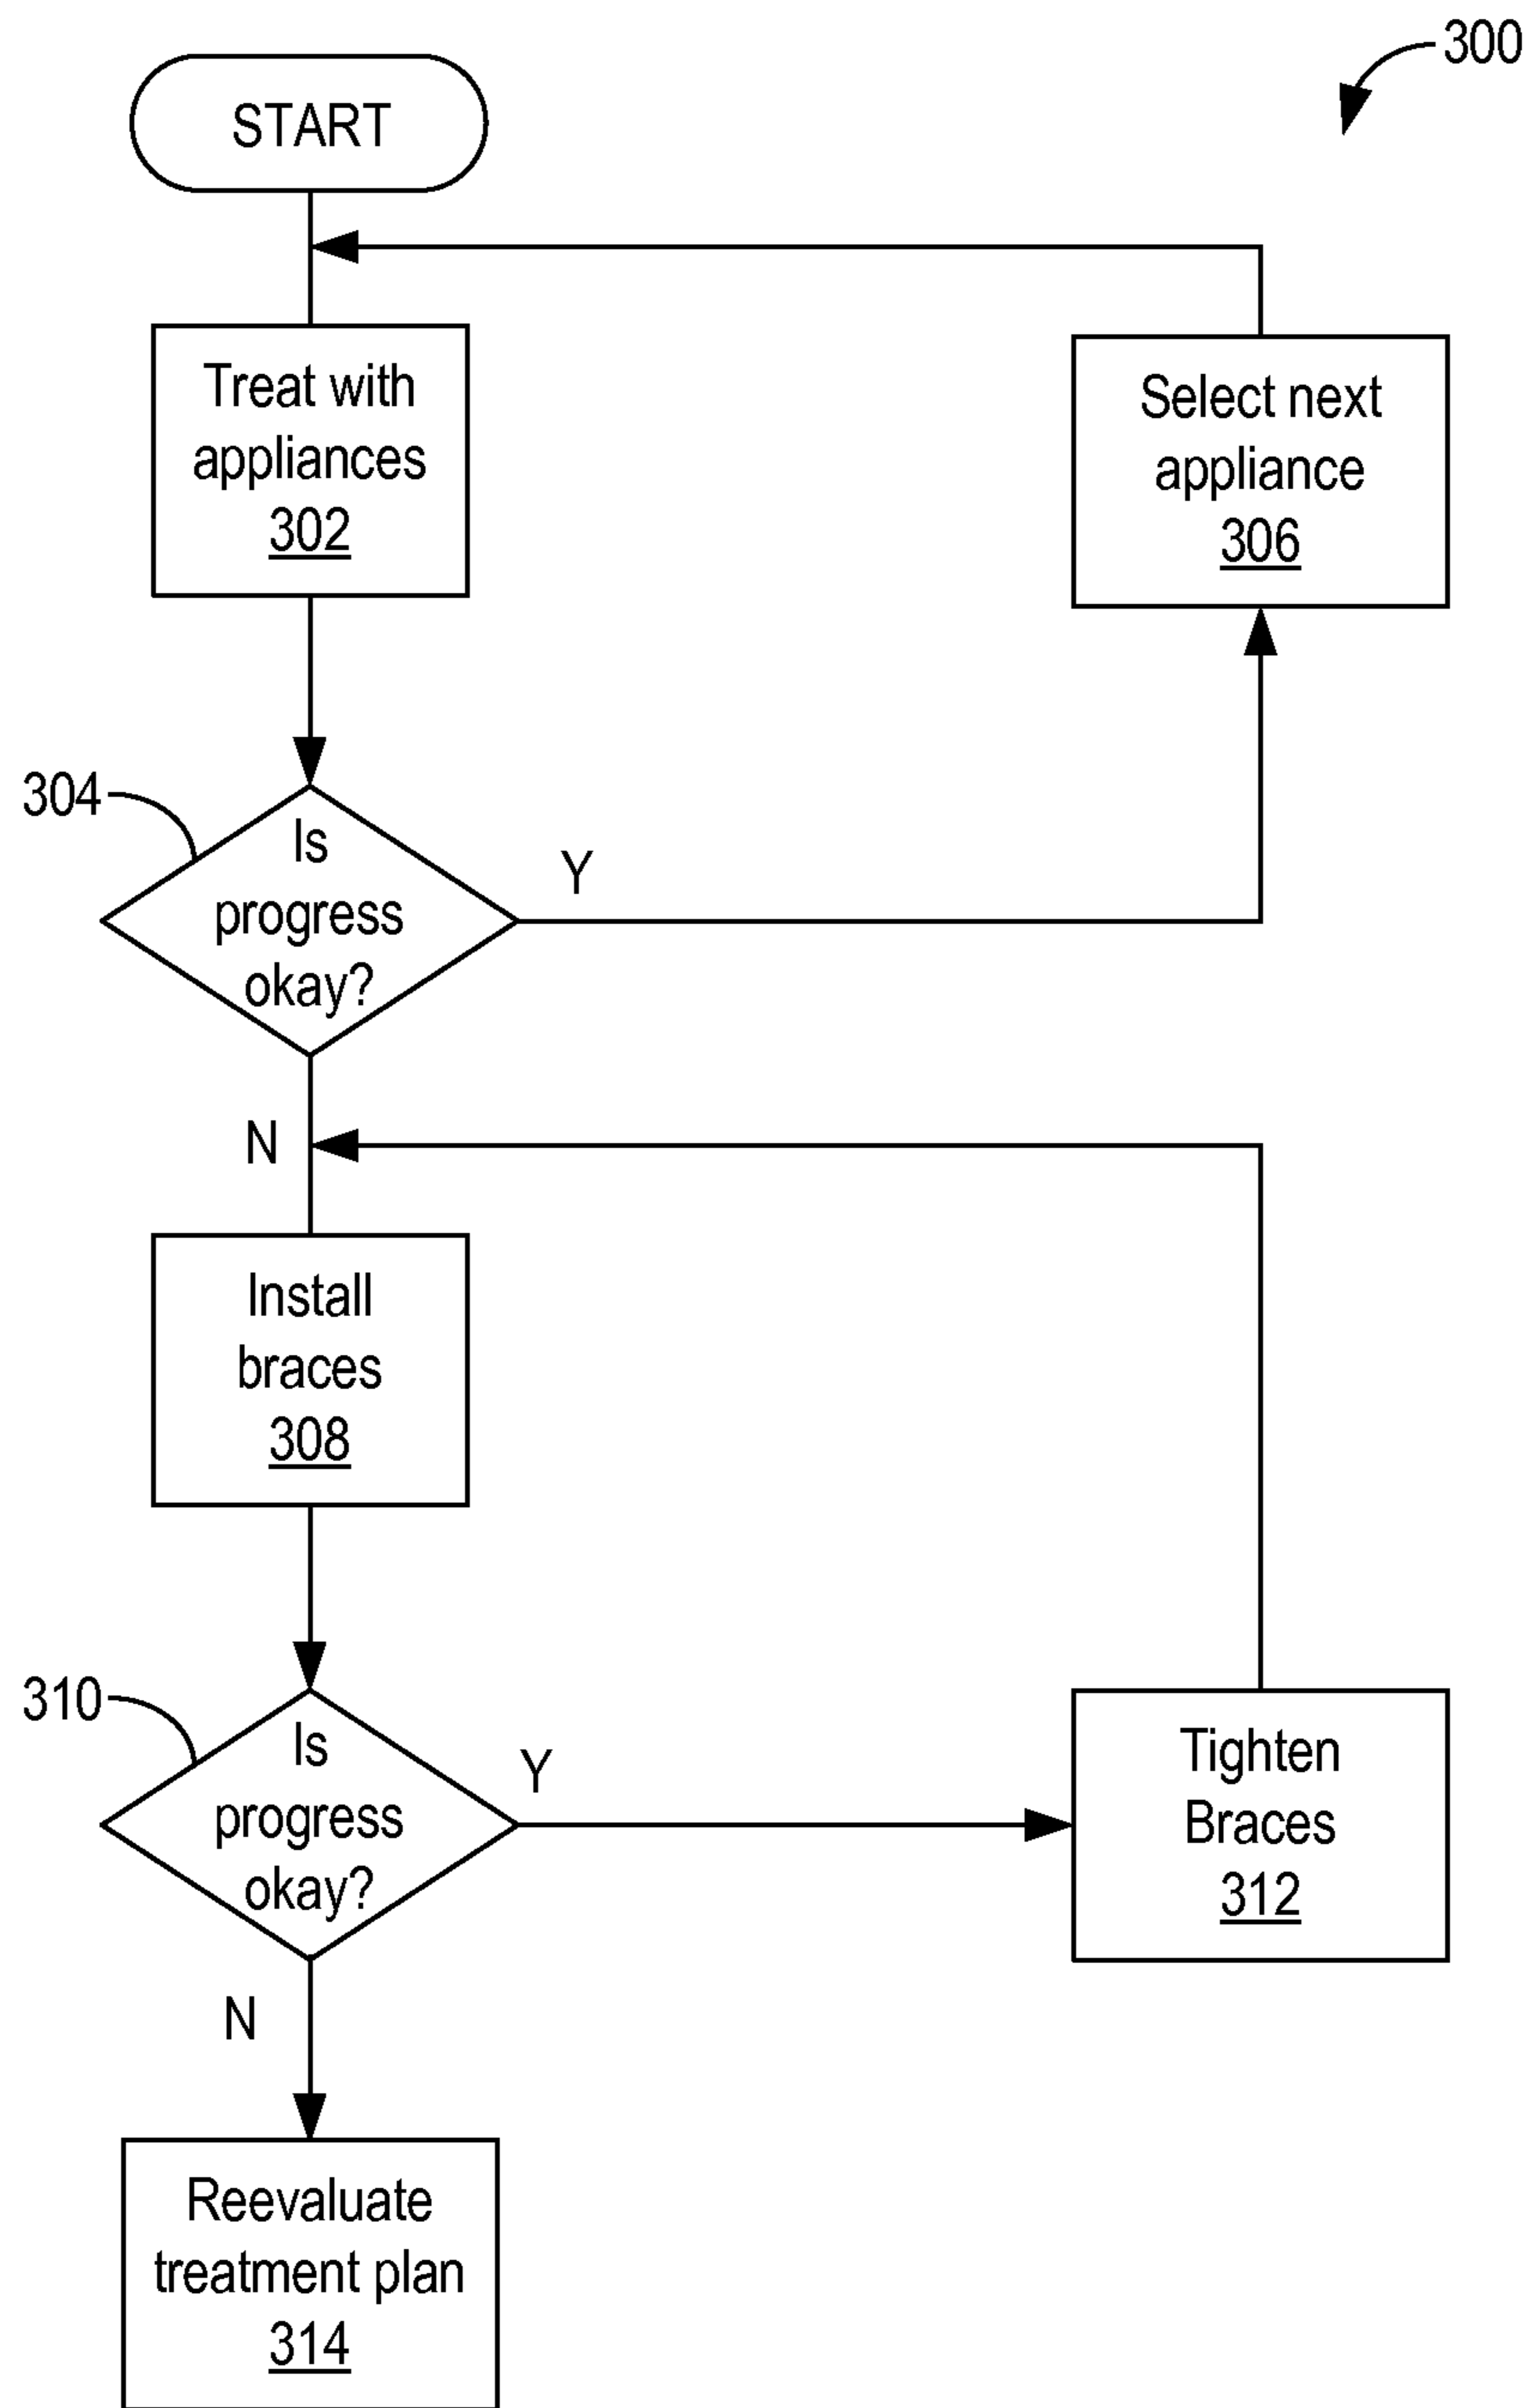 300
START
Treat with
appliances
302
Select next
appliance
306
304
Is
progress
okay?
Y
N
Install
braces
308
310
Is
progress
okay?
Y
Tighten
Braces
312
N
Reevaluate
treatment plan
314